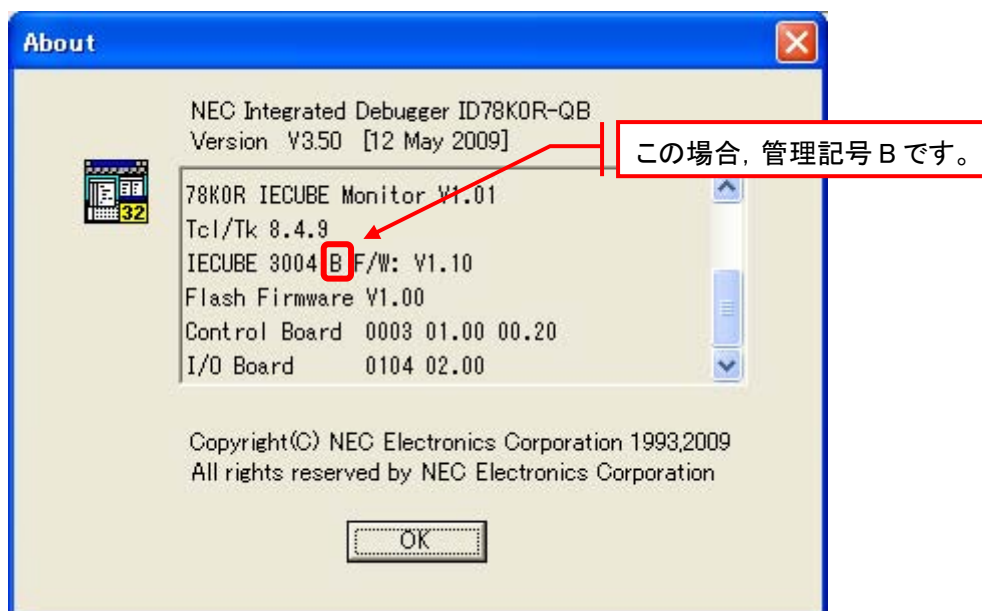 About
NEC Integrated Debugger ID78K0R-QB
Version V3.50 [12 May 2009]
この場合, 管理記号 B です。
32
78K0R IECUBE Monitor V1.01
Tcl/Tk 8.4.9
IECUBE 3004 B F/W: V1.10
Flash Firmware V1.00
Control Board 0003 01.00 00.20
I/O Board 0104 02.00
Copyright(C) NEC Electronics Corporation 1993,2009
All rights reserved by NEC Electronics Corporation
OK